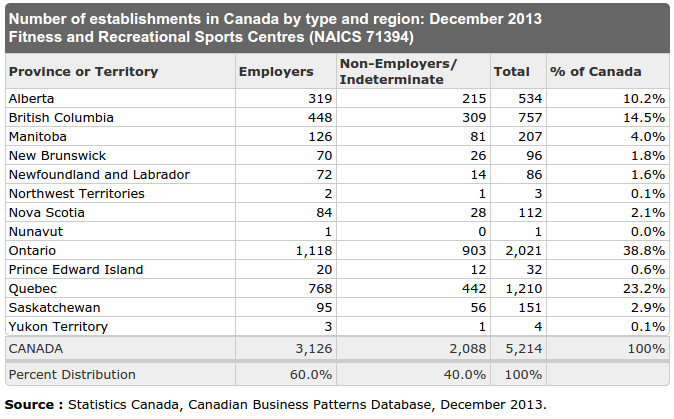 Number of establishments in Canada by type and region: December 2013
Fitness and Recreational Sports Centres (NAICS 71394)
Province or Territory Employers Non-Employers/ Indeterminate Total % of Canada
Alberta 319 215 534 10.2%
British Columbia 448 309 757 14.5%
Manitoba 126 81 207 4.0%
New Brunswick 70 26 96 1.8%
Newfoundland and Labrador 72 14 86 1.6%
Northwest Territories 2 1 3 0.1%
Nova Scotia 84 28 112 2.1%
Nunavut 1 0 1 0.0%
Ontario 1,118 903 2,021 38.8%
Prince Edward Island 20 12 32 0.6%
Quebec 768 442 1,210 23.2%
Saskatchewan 95 56 151 2.9%
Yukon Territory 3 1 4 0.1%
CANADA 3,126 2,088 5,214 100%
Percent Distribution 60.0% 40.0% 100%
Source : Statistics Canada, Canadian Business Patterns Database, December 2013.